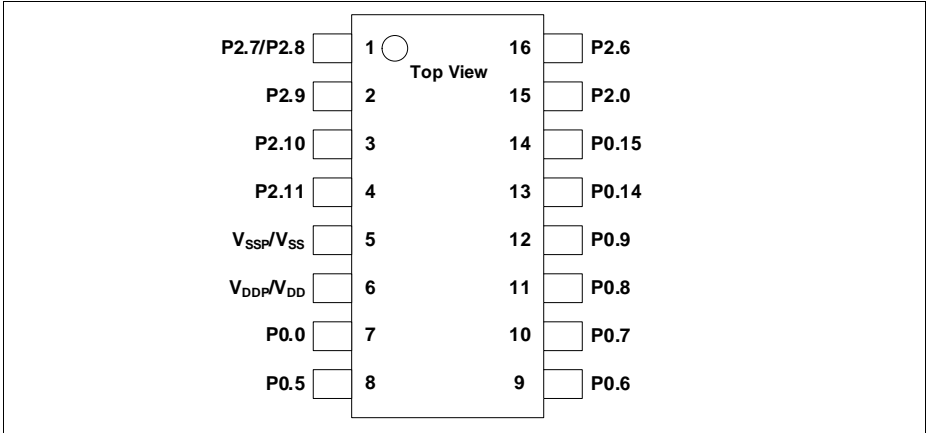 P2.7/P2.8 1 16 P2.6
Top View
P2.9 2 15 P2.0
P2.10 3 14 P0.15
P2.11 4 13 P0.14
VSSP/VSS 5 12 P0.9
VDDP/VDD 6 11 P0.8
P0.0 7 10 P0.7
P0.5 8 9 P0.6